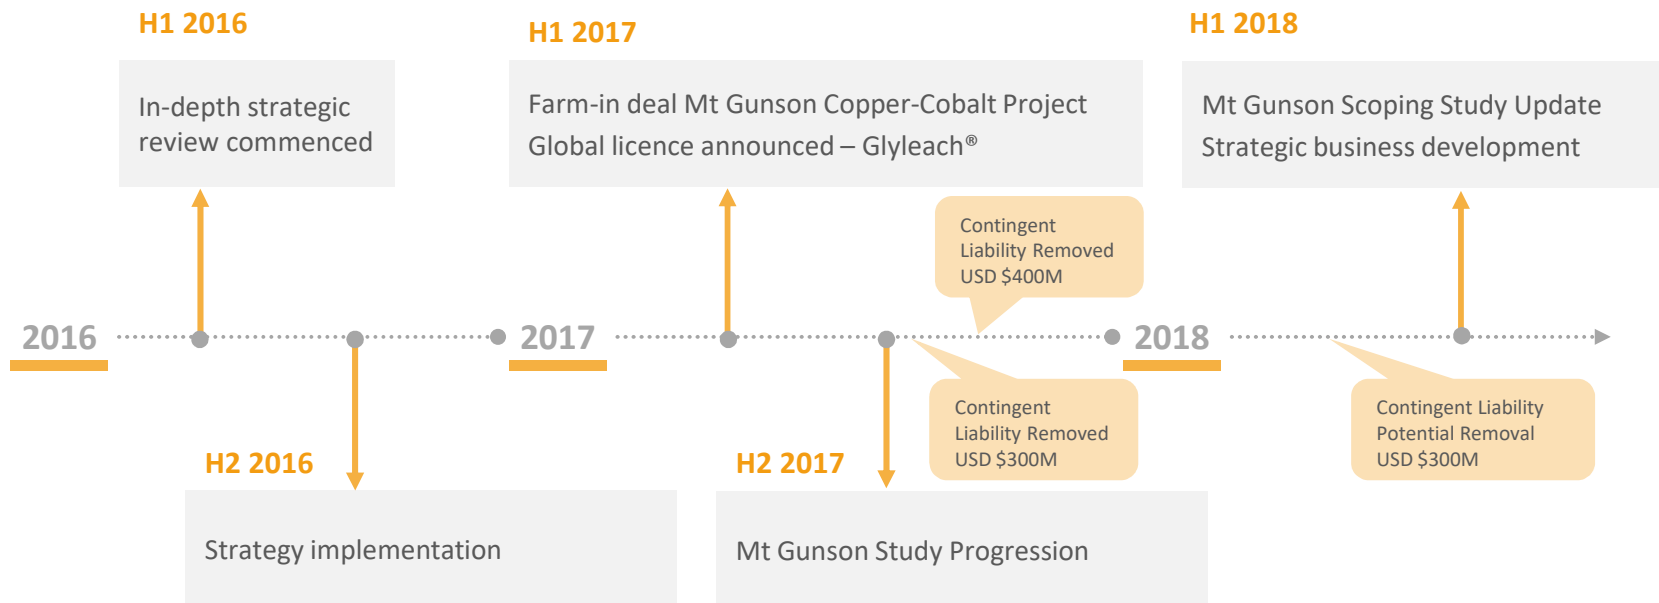 H1 2016
In-depth strategic
review commenced
H1 2017
Farm-in deal Mt Gunson Copper-Cobalt Project
Global licence announced – Glyleach®
H1 2018
Mt Gunson Scoping Study Update
Strategic business development
Contingent
Liability Removed
USD $400M
2016
2017
2018
Contingent
Liability Removed
USD $300M
Contingent Liability
Potential Removal
USD $300M
H2 2016
Strategy implementation
H2 2017
Mt Gunson Study Progression